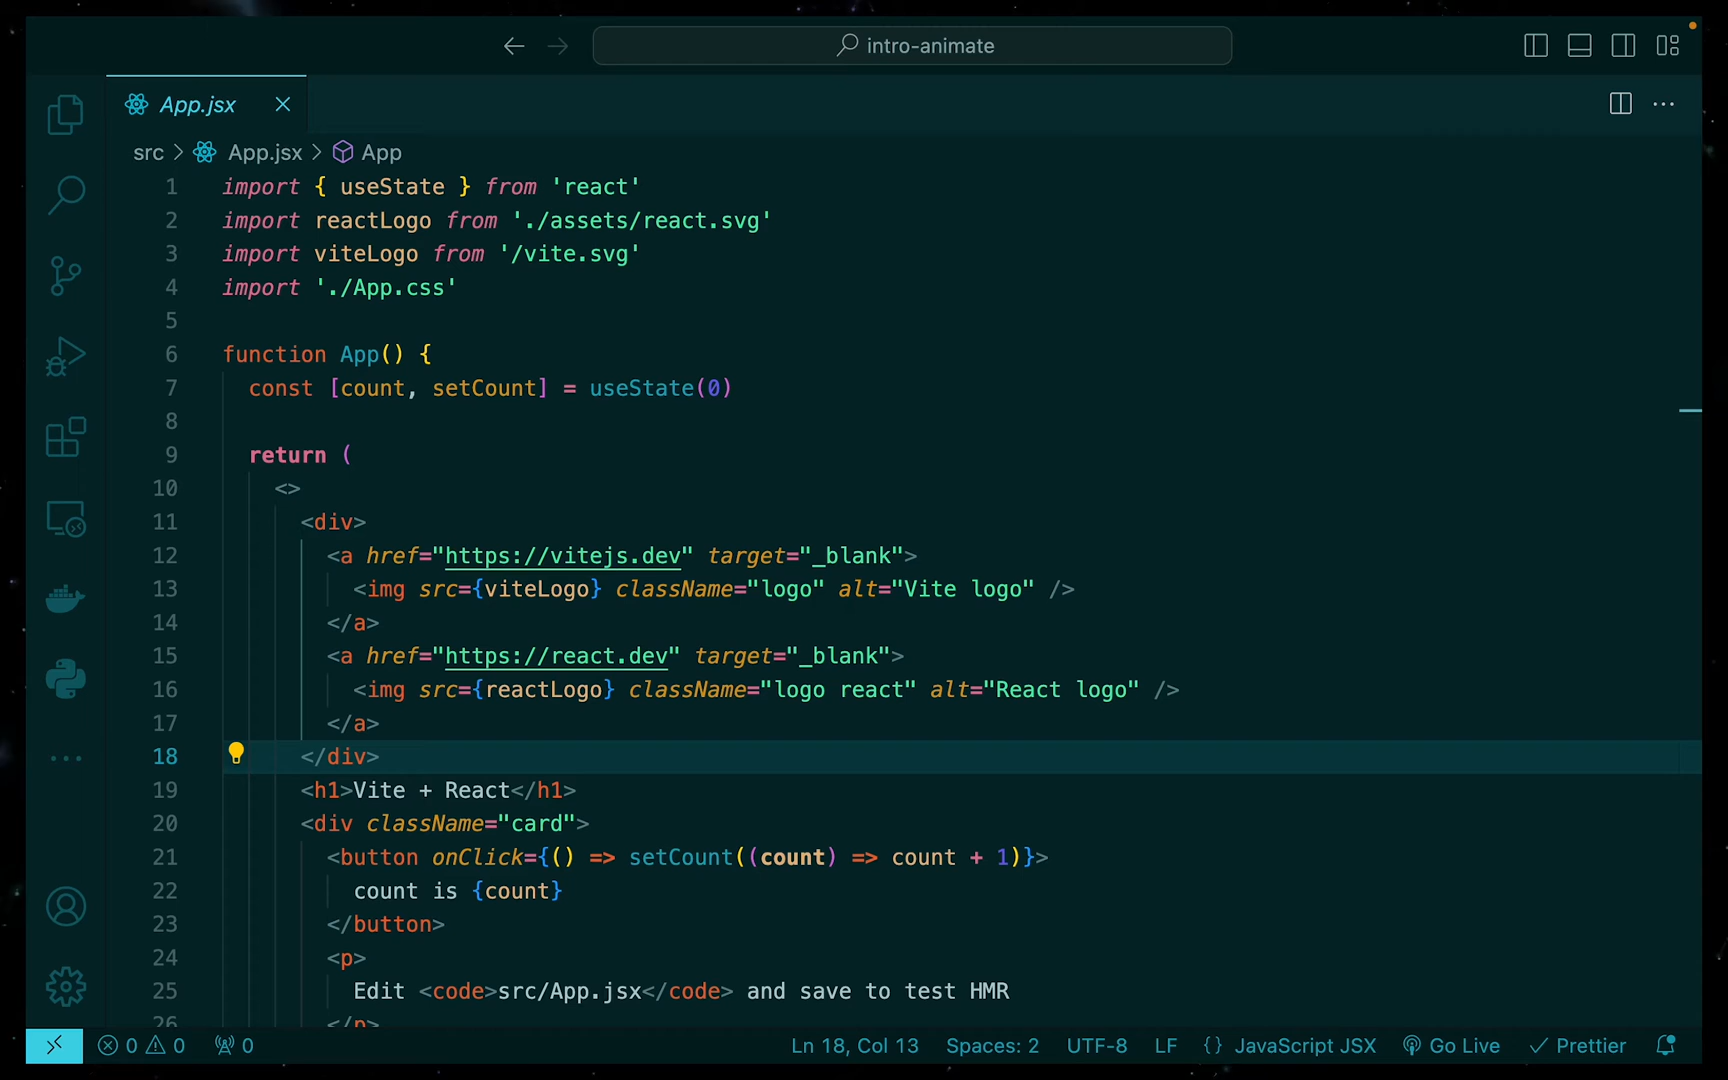 intro-animate
App.jsx
src > App.jsx > App
1 import { useState } from 'react'
2 import reactLogo from './assets/react.svg'
3 import viteLogo from '/vite.svg'
4 import './App.css'
5
6 function App() {
7 const [count, setCount] = useState(0)
8
9 return (
10 <>
11 <div>
12 <a href="https://vitejs.dev" target="_blank">
13 <img src={viteLogo} className="logo" alt="Vite logo" />
14 </a>
15 <a href="https://react.dev" target="_blank">
16 <img src={reactLogo} className="logo react" alt="React logo" />
17 </a>
18 </div>
19 <h1>Vite + React</h1>
20 <div className="card">
21 <button onClick={() => setCount((count) => count + 1)}>
22 count is {count}
23 </button>
24 <p>
25 Edit <code>src/App.jsx</code> and save to test HMR
26 </p>
0 0 0 Ln 18, Col 13 Spaces: 2 UTF-8 LF {} JavaScript JSX Go Live Prettier